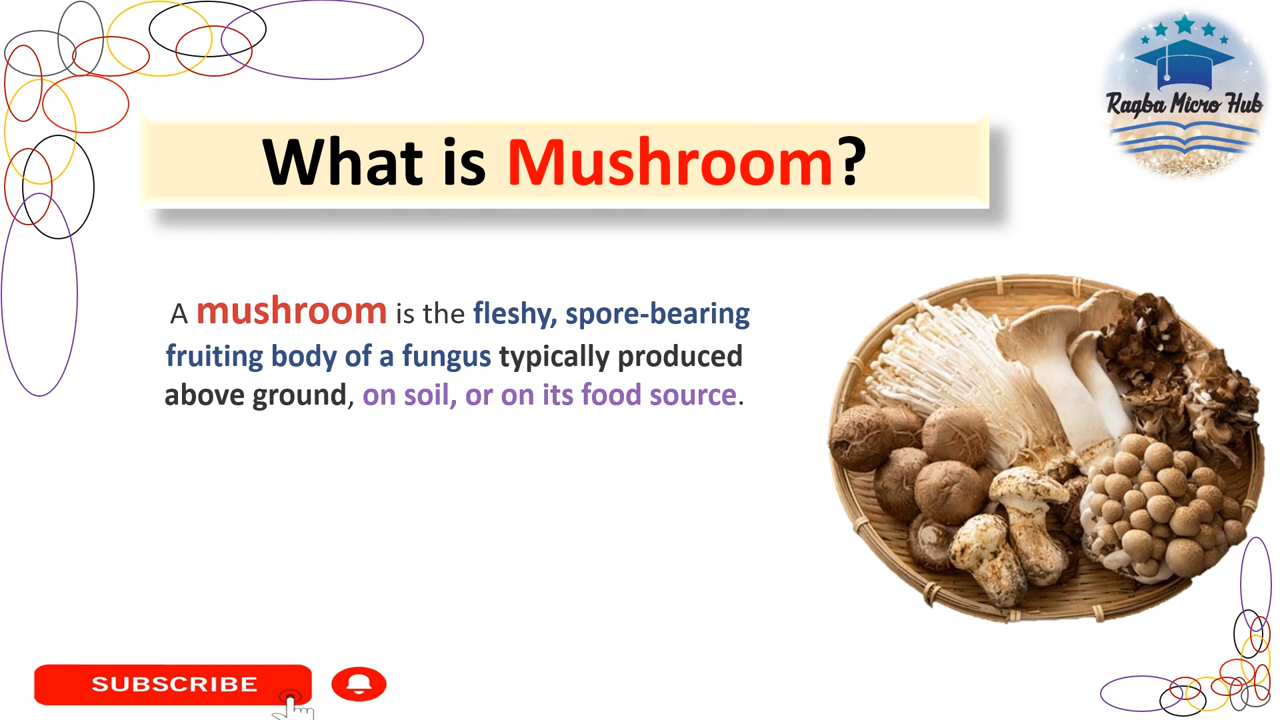 Raqba Micro Hub
What is Mushroom?
A mushroom is the fleshy, spore-bearing
fruiting body of a fungus typically produced
above ground, on soil, or on its food source.
SUBSCRIBE